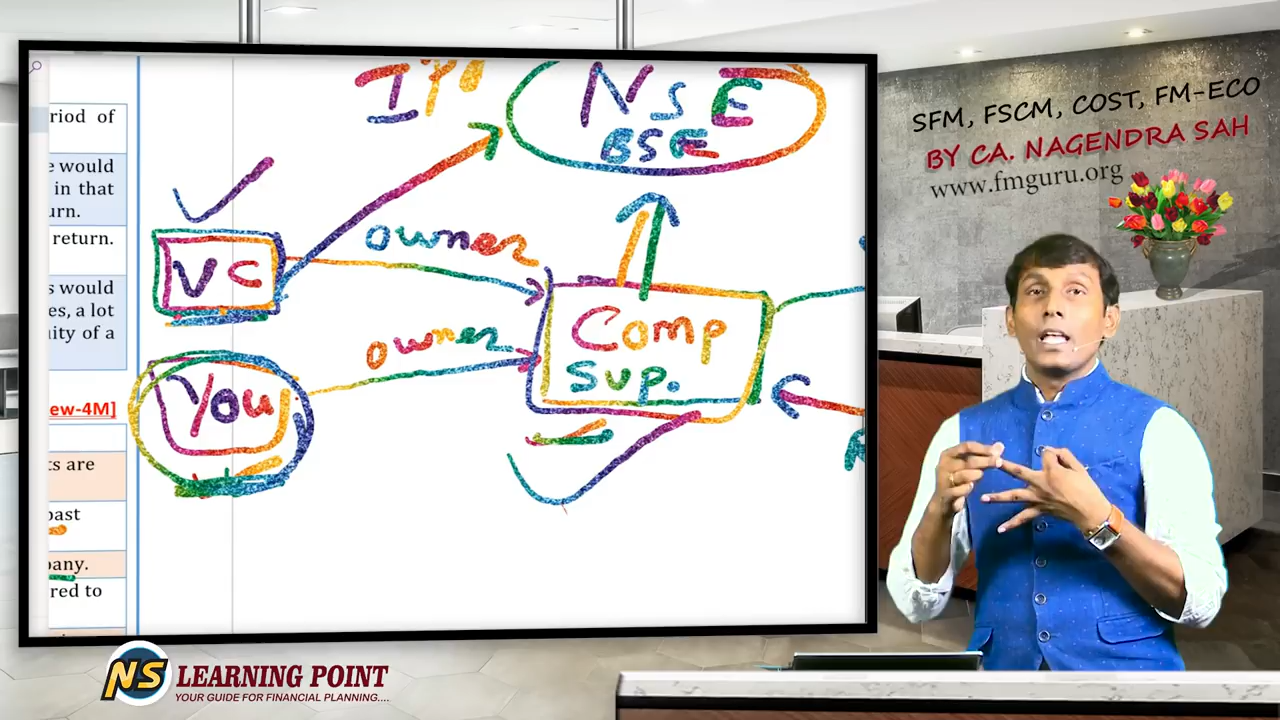 riod of
e would
in that
urn.
return.
s would
es, a lot
ity of a
ew-4M]
ts are
past
pany.
red to
IPO
NSE
BSE
VC
owner
You
owner
Comp
Sup.
SFM, FSCM, COST, FM-ECO
BY CA. NAGENDRA SAH
www.fmguru.org
NS LEARNING POINT
YOUR GUIDE FOR FINANCIAL PLANNING....